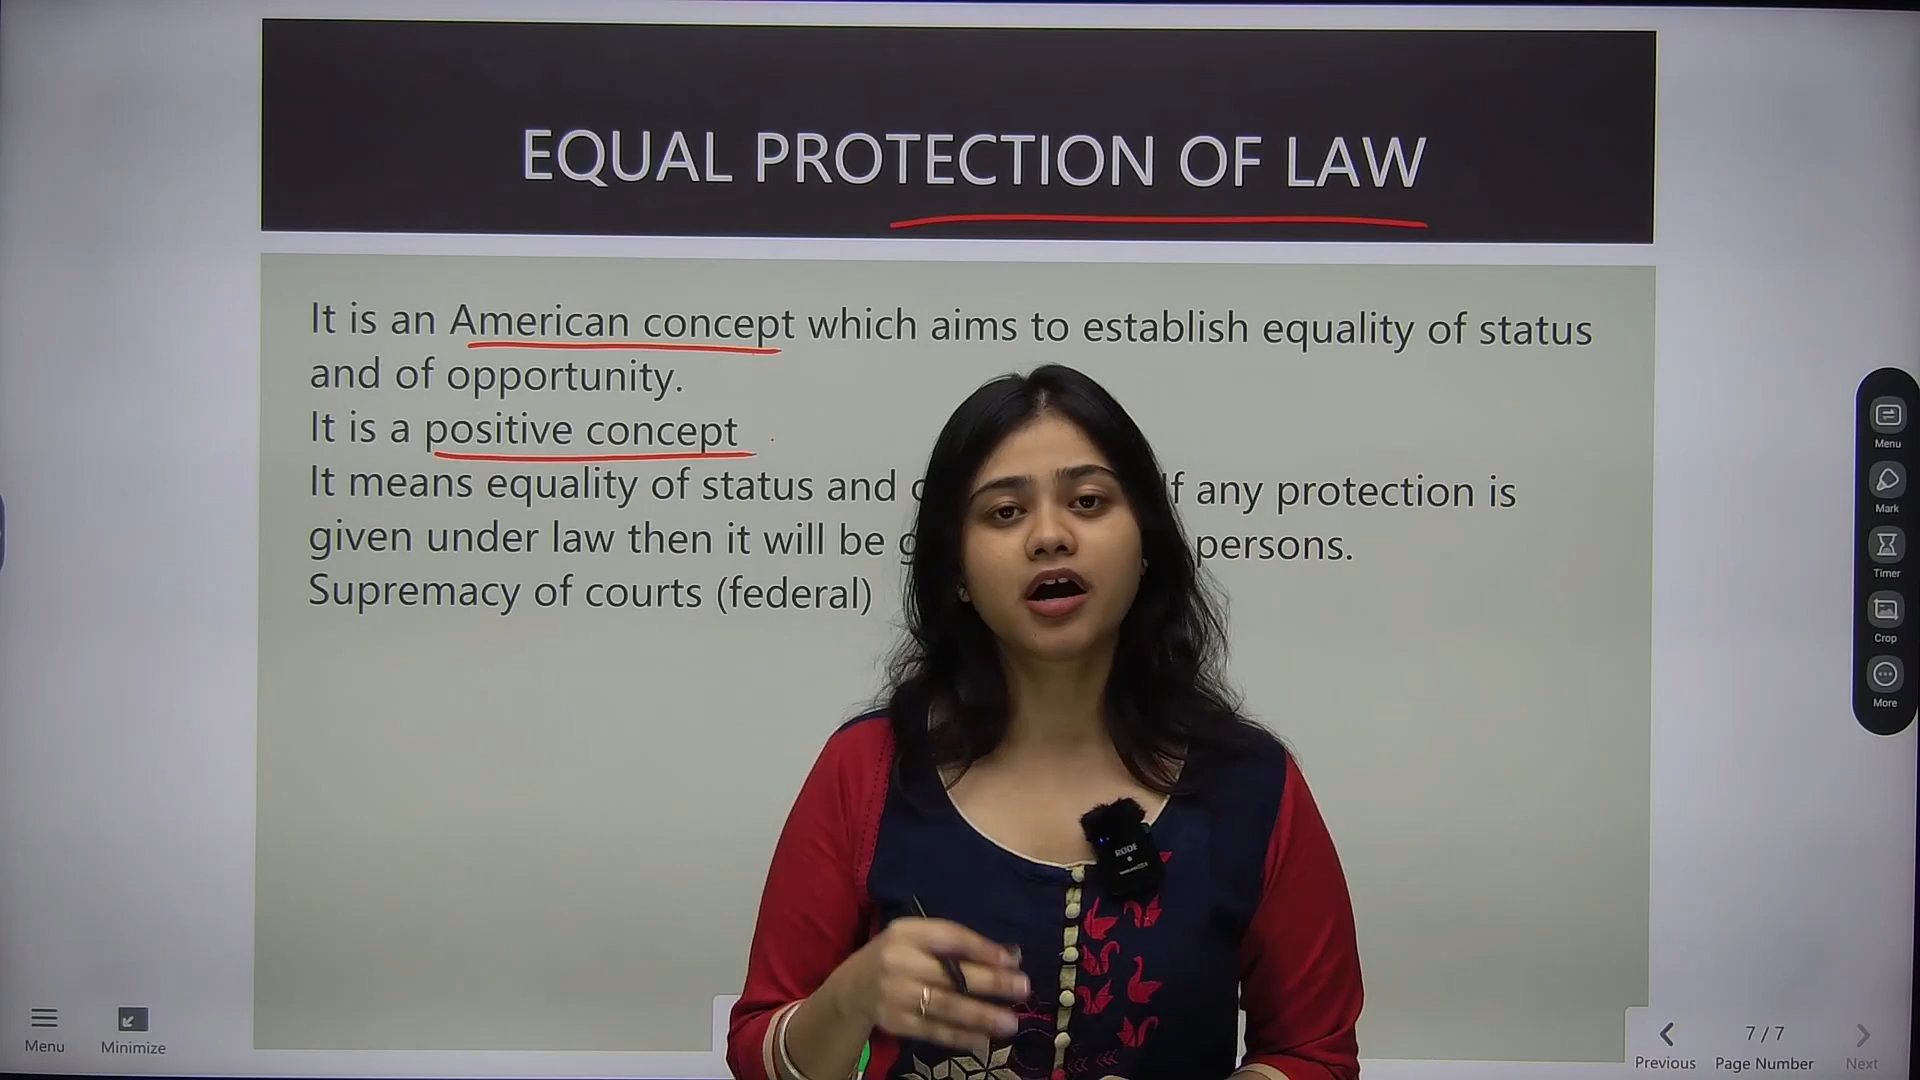 EQUAL PROTECTION OF LAW
It is an American concept which aims to establish equality of status
and of opportunity.
It is a positive concept
It means equality of status and If any protection is
given under law then it will be persons.
Supremacy of courts (federal)
Menu
Mark
Timer
Crop
More
RØDE
Menu
Minimize
Previous
7 / 7
Page Number
Next